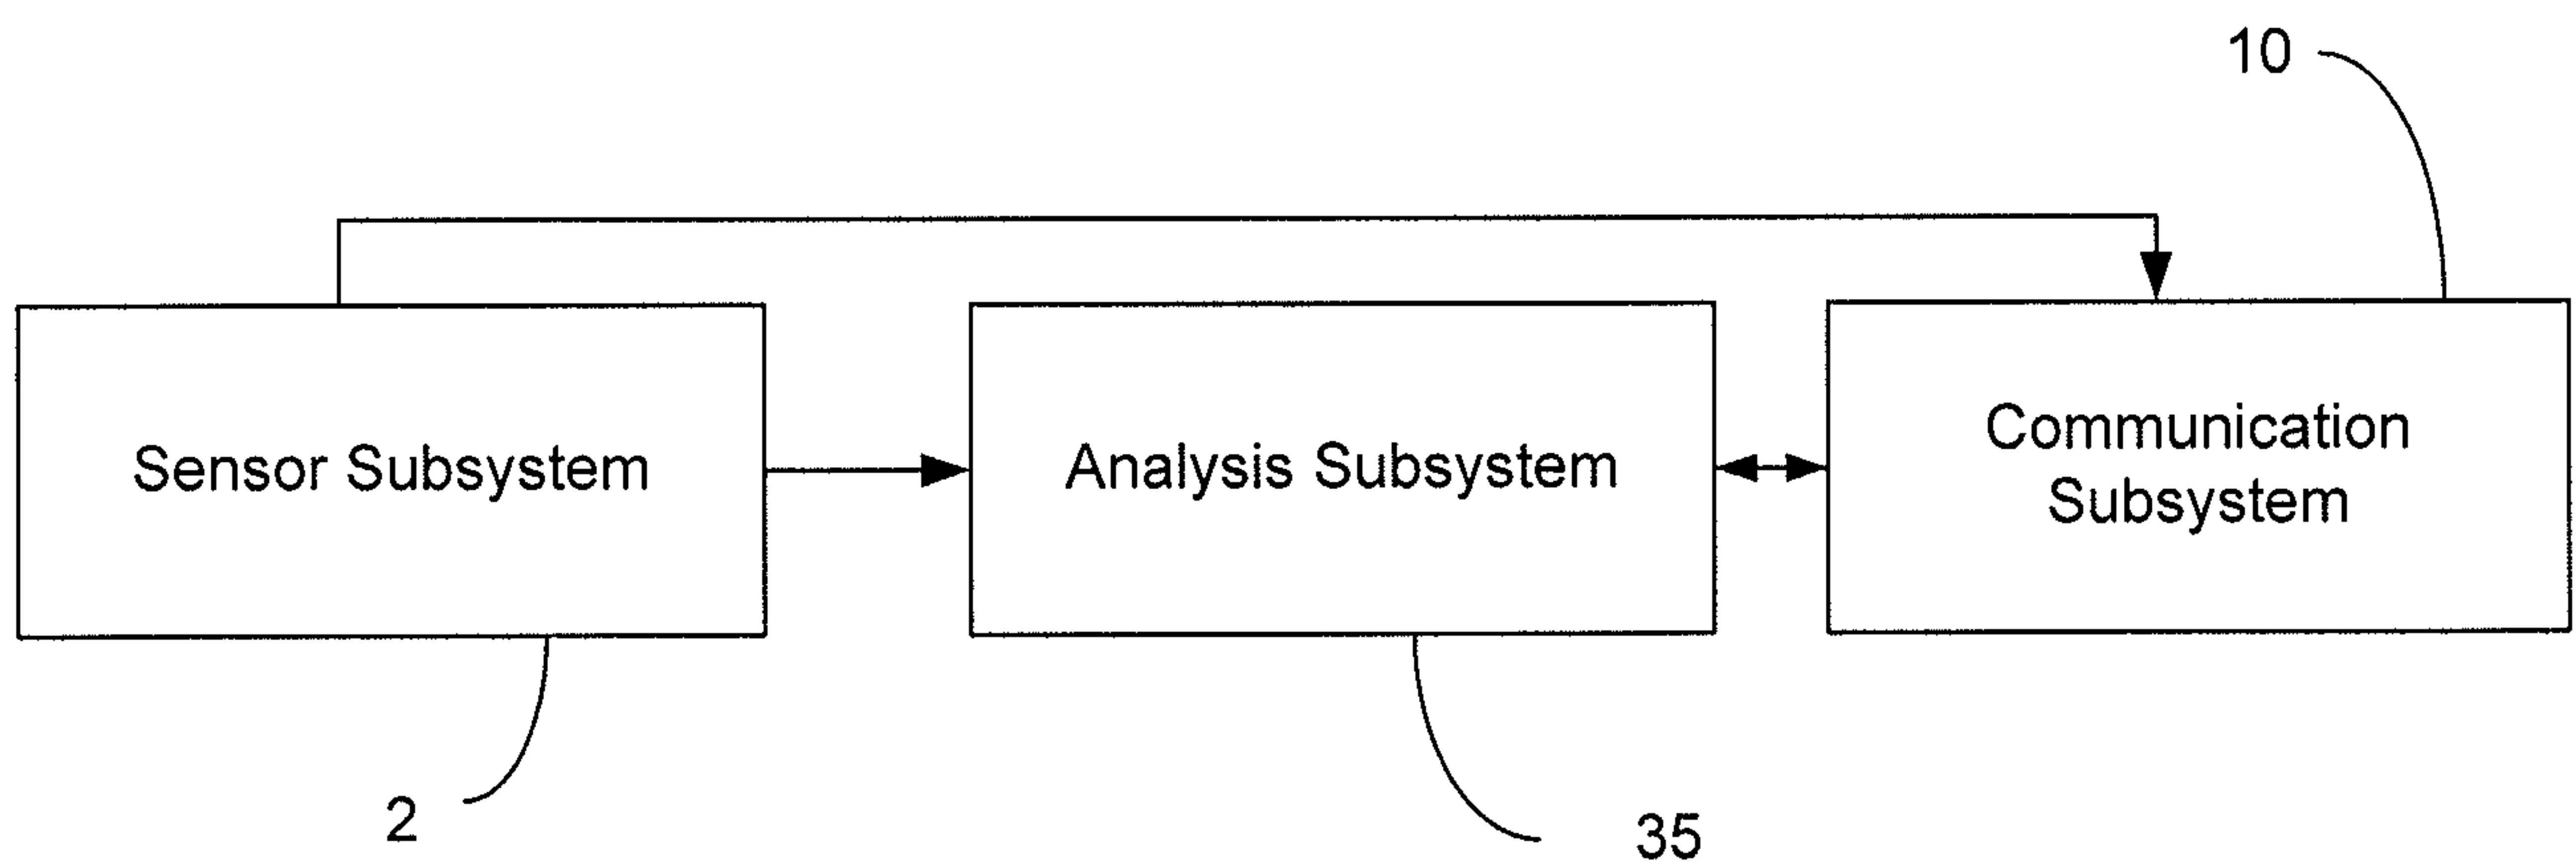 10
Sensor Subsystem
Analysis Subsystem
Communication
Subsystem
2
35